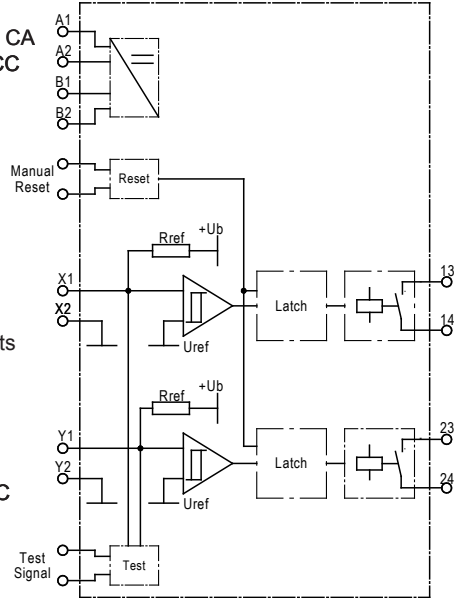 A1
CA
A2
CC
B1
B2
Manual
Reset
Reset
+Ub
Rref
X1
13
Latch
X2
14
Uref
ts
+Ub
Rref
Y1
23
Latch
Y2
24
C
Uref
Test
Signal
Test